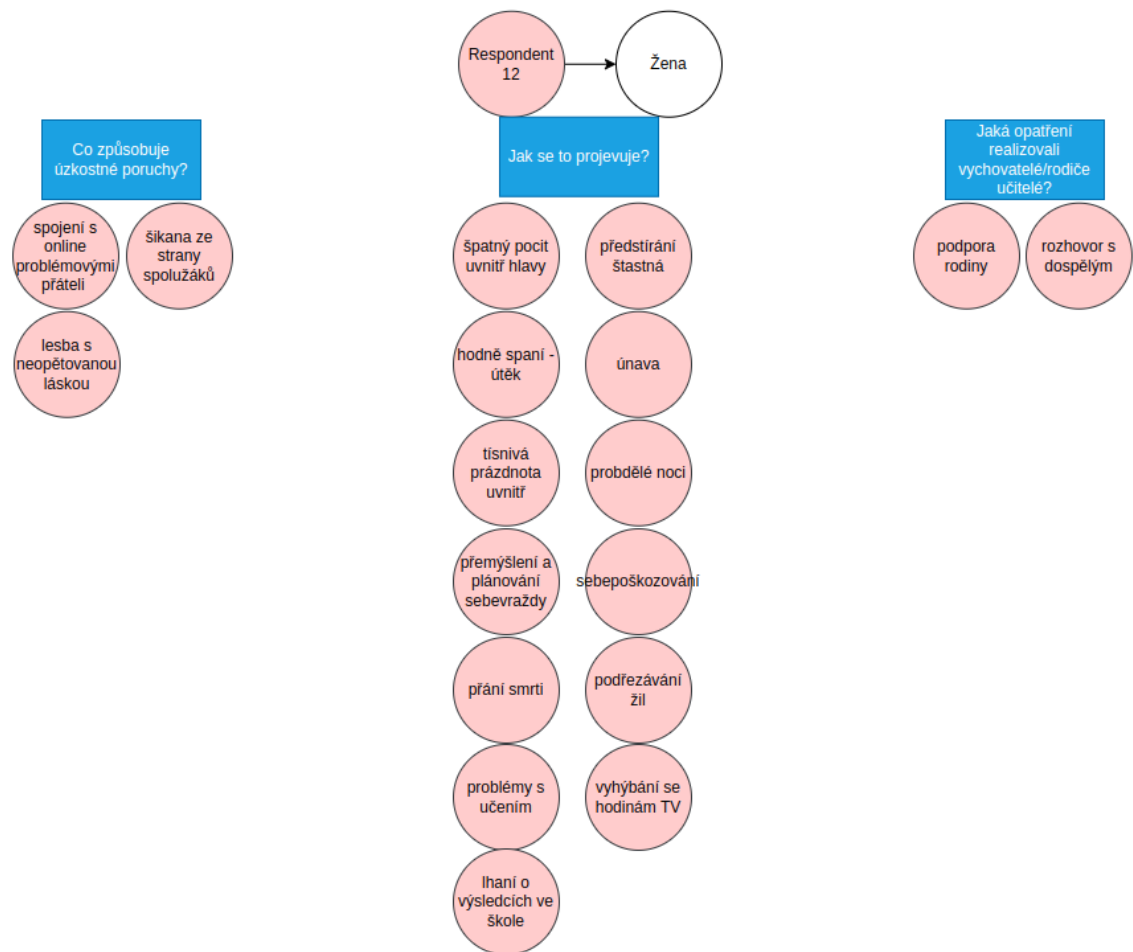 Respondent
12
Žena
Co způsobuje
úzkostné poruchy?
Jak se to projevuje?
Jaká opatření
realizovali
vychovatelé/rodiče
učitelé?
spojení s
online
problémovými
přáteli
šikana ze
strany
spolužáků
lesba s
neopětovanou
láskou
špatný pocit
uvnitř hlavy
předstírání
štastná
hodně spaní -
útěk
únava
tísnivá
prázdnota
uvnitř
probdělé noci
přemýšlení a
plánování
sebevraždy
sebepoškozování
přání smrti
podřezávání
žil
problémy s
učením
vyhýbání se
hodinám TV
lhaní o
výsledcích ve
škole
podpora
rodiny
rozhovor s
dospělým